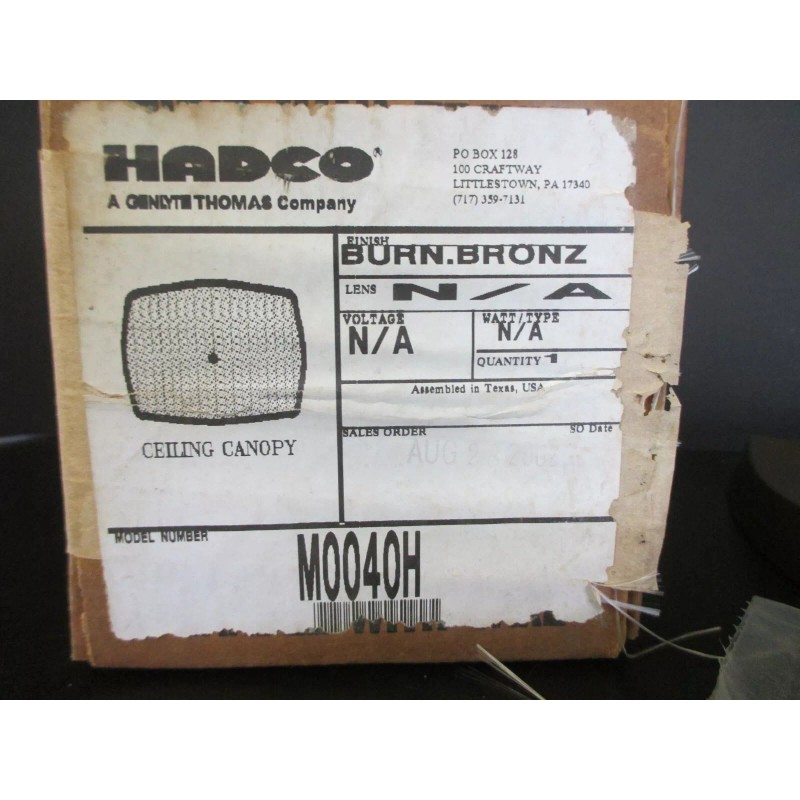 HADCO®
A GENLYTE THOMAS Company
PO BOX 128
100 CRAFTWAY
LITTLESTOWN, PA 17340
(717) 359-7131
FINISH
BURN.BRONZ
LENS N/A
VOLTAGE
N/A
WATT/TYPE
N/A
QUANTITY 1
Assembled in Texas, USA
CEILING CANOPY
SALES ORDER
SO Date
AUG
MODEL NUMBER
M0040H